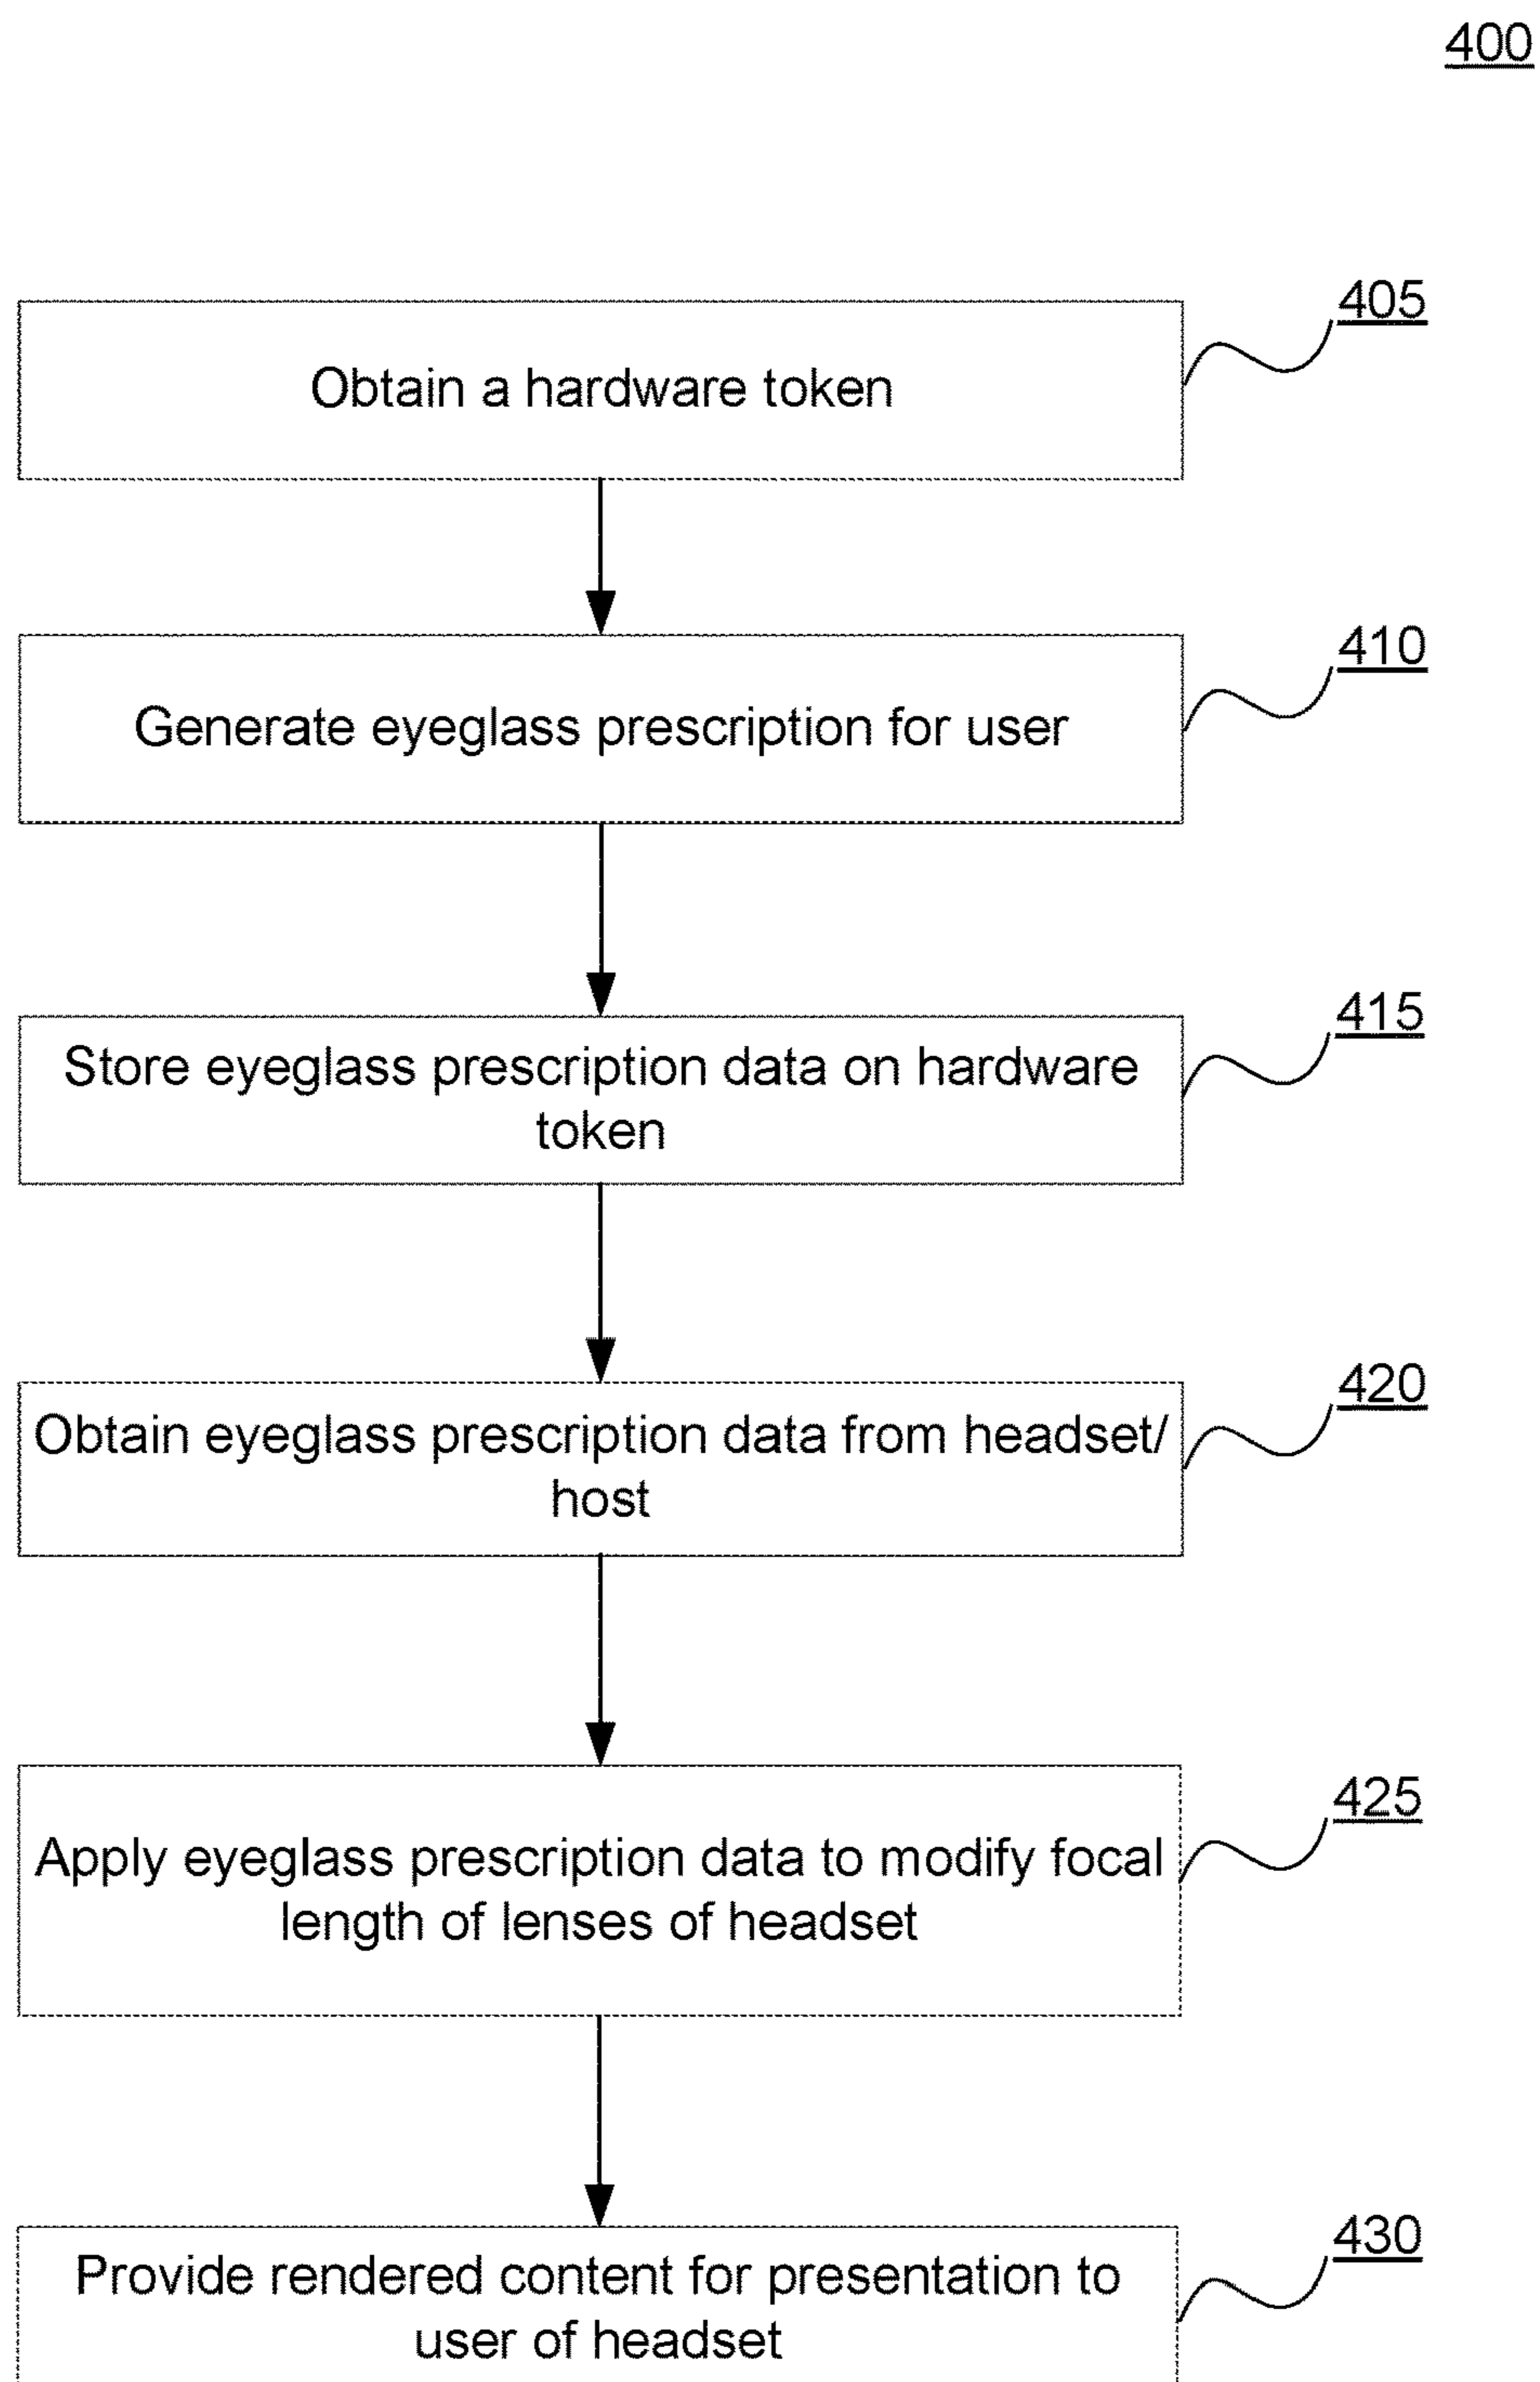 400
405
Obtain a hardware token
410
Generate eyeglass prescription for user
415
Store eyeglass prescription data on hardware
token
420
Obtain eyeglass prescription data from headset/
host
425
Apply eyeglass prescription data to modify focal
length of lenses of headset
430
Provide rendered content for presentation to
user of headset